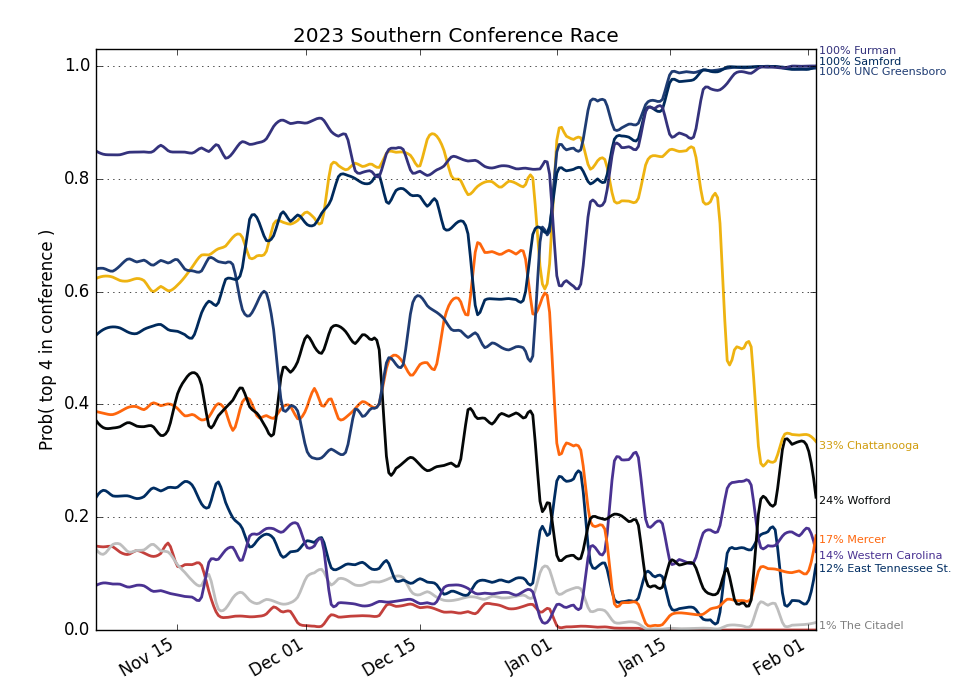 2023 Southern Conference Race
Prob( top 4 in conference )
1.0
0.8
0.6
0.4
0.2
0.0
Nov 15
Dec 01
Dec 15
Jan 01
Jan 15
Feb 01
100% Furman
100% Samford
100% UNC Greensboro
33% Chattanooga
24% Wofford
17% Mercer
14% Western Carolina
12% East Tennessee St.
1% The Citadel